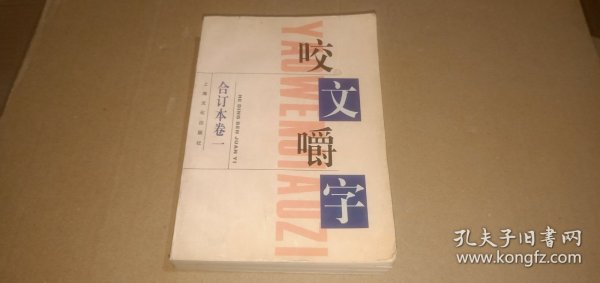 咬文嚼字
YAOWENJIAOZI
合订本卷一
HE DING BEN JUAN YI
上海文化出版社
孔夫子旧书网
www.kongfz.com